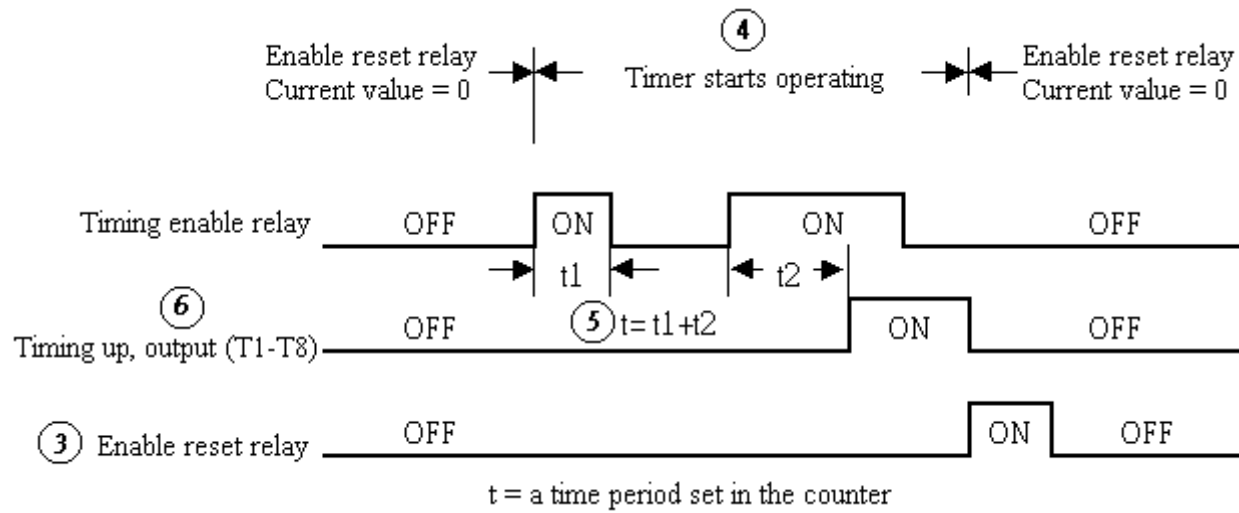 4
Enable reset relay
Current value = 0
Timer starts operating
Enable reset relay
Current value = 0
Timing enable relay
OFF
ON
ON
OFF
t1
t2
6
Timing up, output (T1-T8)
OFF
5 t= t1+t2
ON
OFF
3 Enable reset relay
OFF
ON
OFF
t = a time period set in the counter